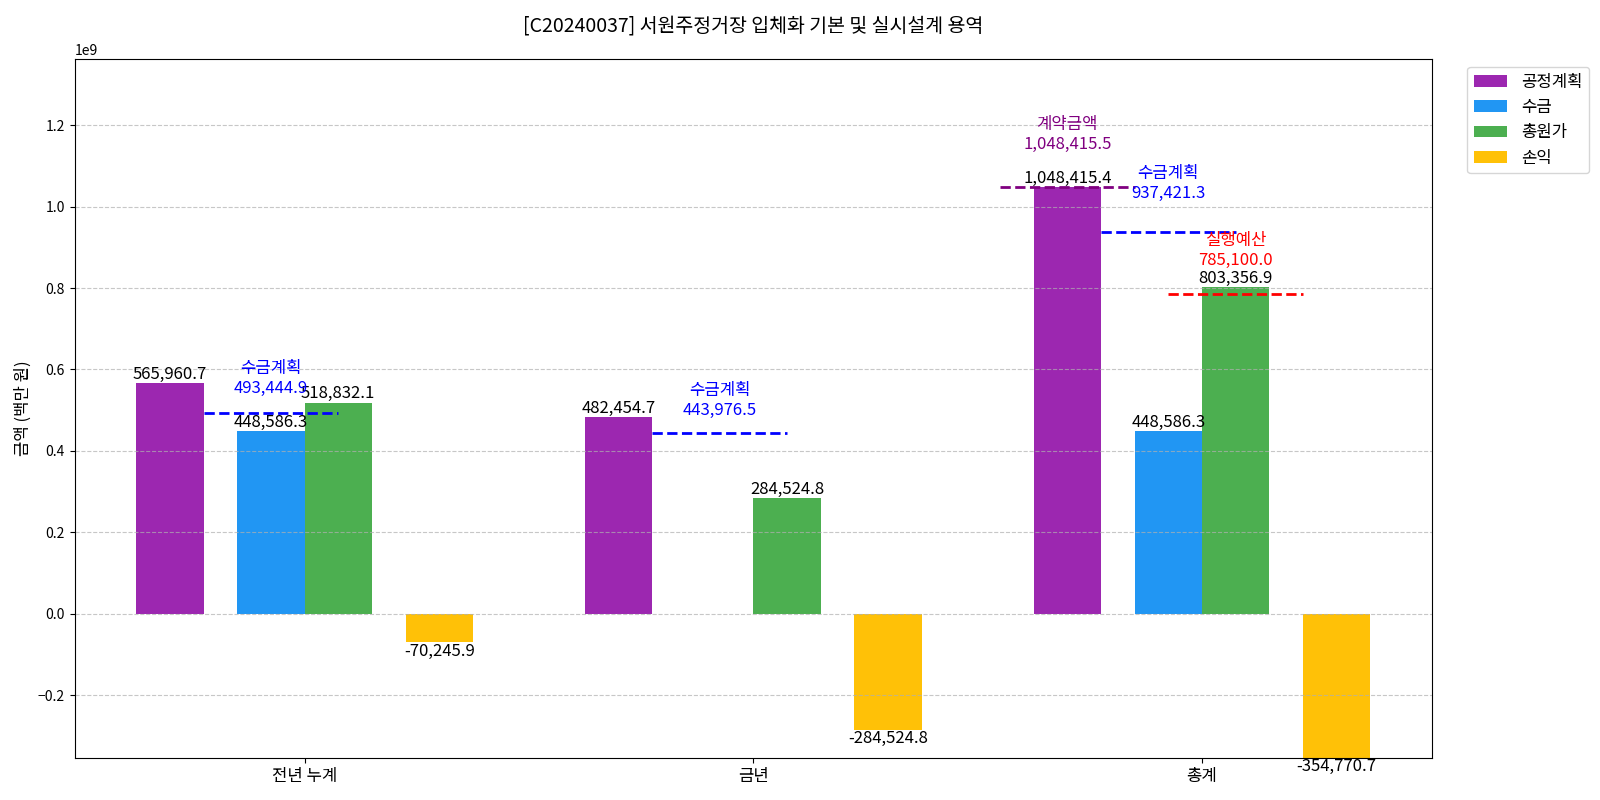 [C20240037] 서원주정거장 입체화 기본 및 실시설계 용역
1e9
공정계획
수금
총원가
손익
1.2
1.0
0.8
0.6
0.4
0.2
0.0
−0.2
금액 (백만 원)
계약금액
1,048,415.5
1,048,415.4
수금계획
937,421.3
실행예산
785,100.0
803,356.9
565,960.7
수금계획
493,444.9
518,832.1
448,586.3
수금계획
443,976.5
482,454.7
448,586.3
284,524.8
-70,245.9
-284,524.8
-354,770.7
전년 누계
금년
총계